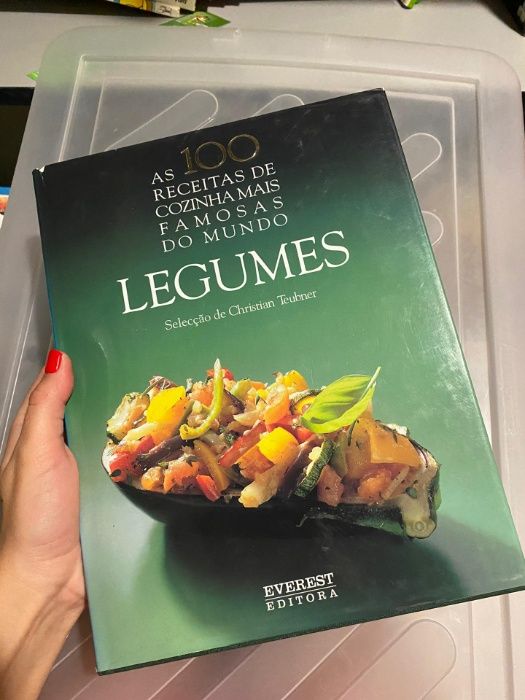 AS 100
RECEITAS DE
COZINHA MAIS
FAMOSAS
DO MUNDO
LEGUMES
Selecção de Christian Teubner
EVEREST
EDITORA